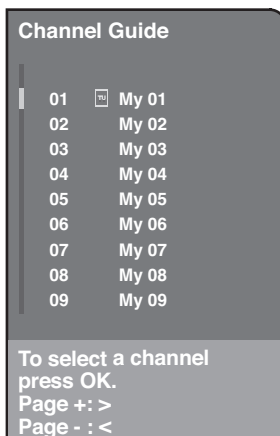 Channel Guide
01 TU My 01
02 My 02
03 My 03
04 My 04
05 My 05
06 My 06
07 My 07
08 My 08
09 My 09
To select a channel
press OK.
Page +: >
Page - : <